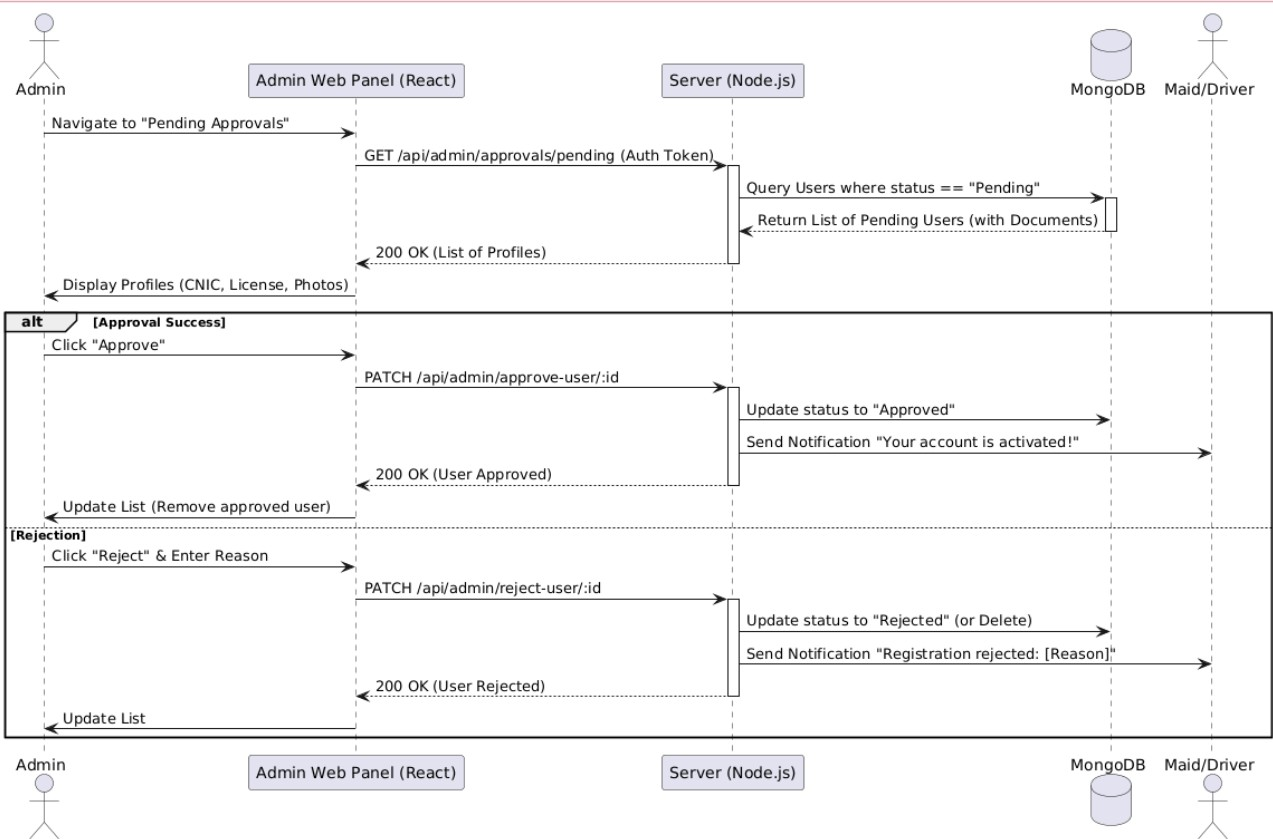 Admin
Admin Web Panel (React)
Server (Node.js)
MongoDB
Maid/Driver
Navigate to "Pending Approvals"
GET /api/admin/approvals/pending (Auth Token)
Query Users where status == "Pending"
Return List of Pending Users (with Documents)
200 OK (List of Profiles)
Display Profiles (CNIC, License, Photos)
alt
[Approval Success]
Click "Approve"
PATCH /api/admin/approve-user/:id
Update status to "Approved"
Send Notification "Your account is activated!"
200 OK (User Approved)
Update List (Remove approved user)
[Rejection]
Click "Reject" & Enter Reason
PATCH /api/admin/reject-user/:id
Update status to "Rejected" (or Delete)
Send Notification "Registration rejected: [Reason]"
200 OK (User Rejected)
Update List
Admin
Admin Web Panel (React)
Server (Node.js)
MongoDB
Maid/Driver